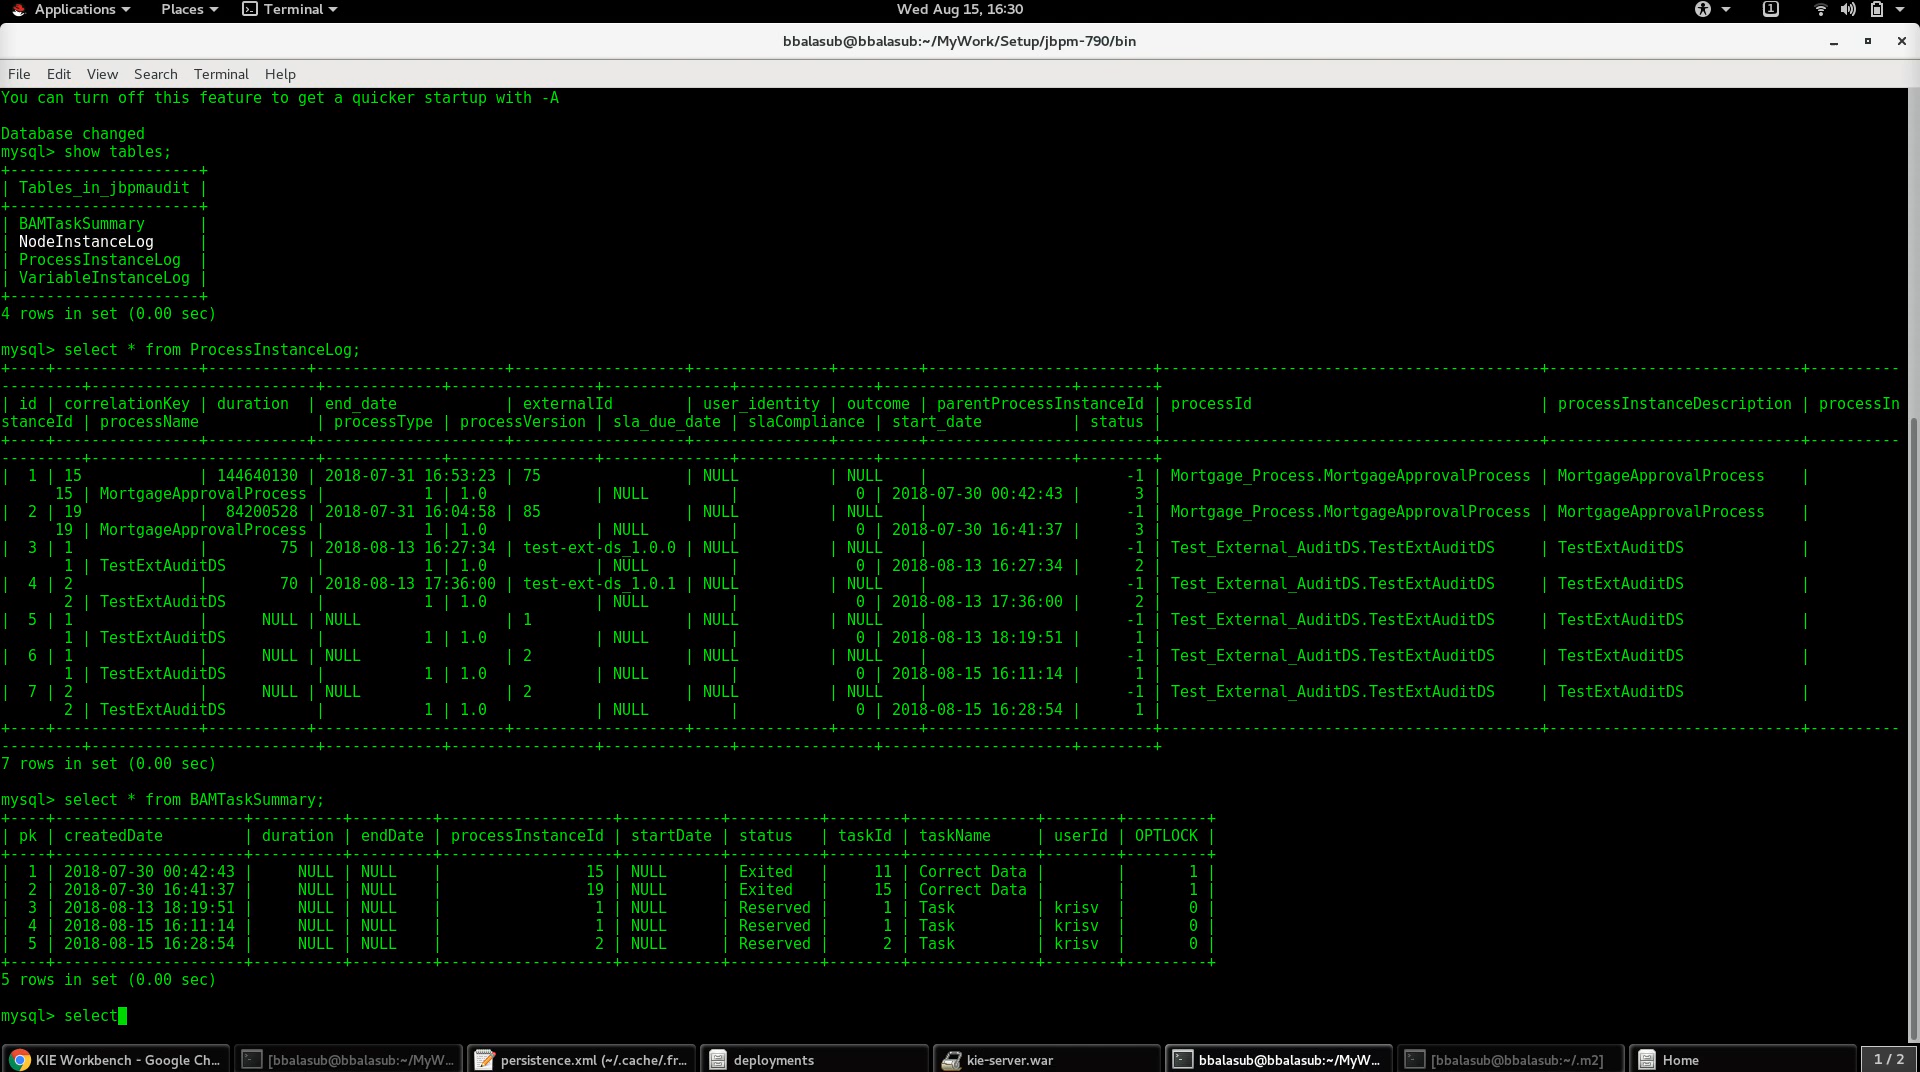 Applications Places Terminal Wed Aug 15, 16:30 1
bbalasub@bbalasub:~/MyWork/Setup/jbpm-790/bin
File Edit View Search Terminal Help
You can turn off this feature to get a quicker startup with -A
Database changed
mysql> show tables;
+---------------------+
| Tables_in_jbpmaudit |
+---------------------+
| BAMTaskSummary      |
| NodeInstanceLog     |
| ProcessInstanceLog  |
| VariableInstanceLog |
+---------------------+
4 rows in set (0.00 sec)
mysql> select * from ProcessInstanceLog;
+----+----------------+-----------+---------------------+-------------------+---------------+---------+-------------------------+------------------------------------------+----------------------------+----------
---------+-------------------------+-------------+----------------+--------------+---------------+---------------------+--------+
| id | correlationKey | duration  | end_date            | externalId        | user_identity | outcome | parentProcessInstanceId | processId                                | processInstanceDescription | processIn
stanceId | processName             | processType | processVersion | sla_due_date | slaCompliance | start_date          | status |
+----+----------------+-----------+---------------------+-------------------+---------------+---------+-------------------------+------------------------------------------+----------------------------+----------
---------+-------------------------+-------------+----------------+--------------+---------------+---------------------+--------+
|  1 | 15             | 144640130 | 2018-07-31 16:53:23 | 75                | NULL          | NULL    |                      -1 | Mortgage_Process.MortgageApprovalProcess | MortgageApprovalProcess    |
      15 | MortgageApprovalProcess |           1 | 1.0            | NULL         |             0 | 2018-07-30 00:42:43 |      3 |
|  2 | 19             |  84200528 | 2018-07-31 16:04:58 | 85                | NULL          | NULL    |                      -1 | Mortgage_Process.MortgageApprovalProcess | MortgageApprovalProcess    |
      19 | MortgageApprovalProcess |           1 | 1.0            | NULL         |             0 | 2018-07-30 16:41:37 |      3 |
|  3 | 1              |        75 | 2018-08-13 16:27:34 | test-ext-ds_1.0.0 | NULL          | NULL    |                      -1 | Test_External_AuditDS.TestExtAuditDS     | TestExtAuditDS             |
       1 | TestExtAuditDS          |           1 | 1.0            | NULL         |             0 | 2018-08-13 16:27:34 |      2 |
|  4 | 2              |        70 | 2018-08-13 17:36:00 | test-ext-ds_1.0.1 | NULL          | NULL    |                      -1 | Test_External_AuditDS.TestExtAuditDS     | TestExtAuditDS             |
       2 | TestExtAuditDS          |           1 | 1.0            | NULL         |             0 | 2018-08-13 17:36:00 |      2 |
|  5 | 1              |      NULL | NULL                | 1                 | NULL          | NULL    |                      -1 | Test_External_AuditDS.TestExtAuditDS     | TestExtAuditDS             |
       1 | TestExtAuditDS          |           1 | 1.0            | NULL         |             0 | 2018-08-13 18:19:51 |      1 |
|  6 | 1              |      NULL | NULL                | 2                 | NULL          | NULL    |                      -1 | Test_External_AuditDS.TestExtAuditDS     | TestExtAuditDS             |
       1 | TestExtAuditDS          |           1 | 1.0            | NULL         |             0 | 2018-08-15 16:11:14 |      1 |
|  7 | 2              |      NULL | NULL                | 2                 | NULL          | NULL    |                      -1 | Test_External_AuditDS.TestExtAuditDS     | TestExtAuditDS             |
       2 | TestExtAuditDS          |           1 | 1.0            | NULL         |             0 | 2018-08-15 16:28:54 |      1 |
+----+----------------+-----------+---------------------+-------------------+---------------+---------+-------------------------+------------------------------------------+----------------------------+----------
---------+-------------------------+-------------+----------------+--------------+---------------+---------------------+--------+
7 rows in set (0.00 sec)
mysql> select * from BAMTaskSummary;
+----+---------------------+----------+---------+-------------------+-----------+----------+--------+--------------+--------+---------+
| pk | createdDate         | duration | endDate | processInstanceId | startDate | status   | taskId | taskName     | userId | OPTLOCK |
+----+---------------------+----------+---------+-------------------+-----------+----------+--------+--------------+--------+---------+
|  1 | 2018-07-30 00:42:43 |     NULL | NULL    |                15 | NULL      | Exited   |     11 | Correct Data |        |       1 |
|  2 | 2018-07-30 16:41:37 |     NULL | NULL    |                19 | NULL      | Exited   |     15 | Correct Data |        |       1 |
|  3 | 2018-08-13 18:19:51 |     NULL | NULL    |                 1 | NULL      | Reserved |      1 | Task         | krisv  |       0 |
|  4 | 2018-08-15 16:11:14 |     NULL | NULL    |                 1 | NULL      | Reserved |      1 | Task         | krisv  |       0 |
|  5 | 2018-08-15 16:28:54 |     NULL | NULL    |                 2 | NULL      | Reserved |      2 | Task         | krisv  |       0 |
+----+---------------------+----------+---------+-------------------+-----------+----------+--------+--------------+--------+---------+
5 rows in set (0.00 sec)
mysql> select
KIE Workbench - Google Ch... [bbalasub@bbalasub:~/MyW... persistence.xml (~/.cache/.fr... deployments kie-server.war bbalasub@bbalasub:~/MyW... [bbalasub@bbalasub:~/.m2] Home 1 / 2